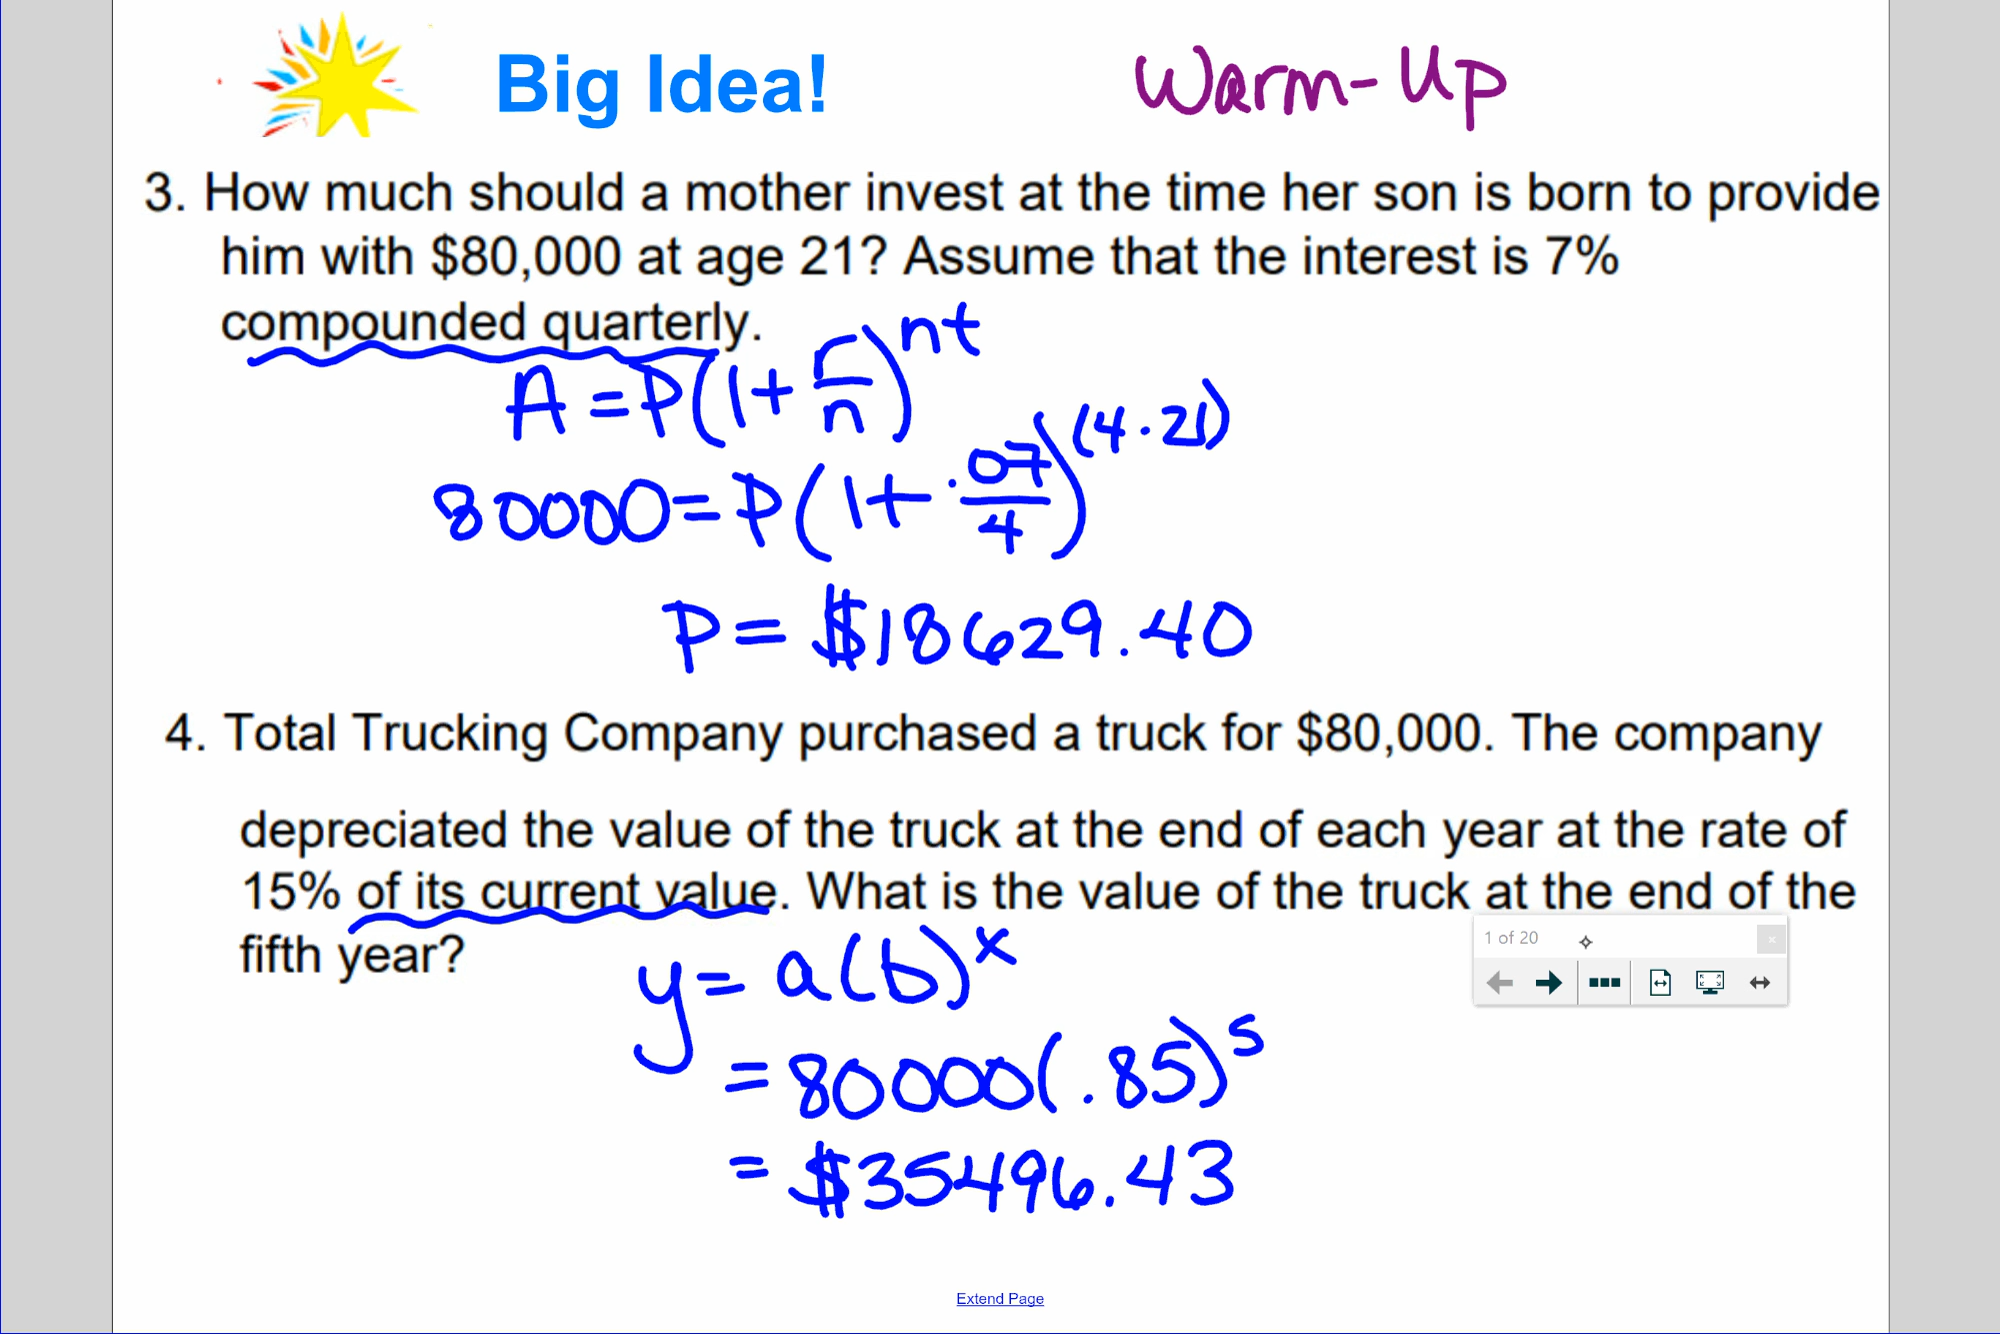 Big Idea!
Warm-Up
3. How much should a mother invest at the time her son is born to provide
him with $80,000 at age 21? Assume that the interest is 7%
compounded quarterly.
A = P(1 + r/n)^nt
80000 = P(1 + .07/4)^(4·21)
P = $18629.40
4. Total Trucking Company purchased a truck for $80,000. The company
depreciated the value of the truck at the end of each year at the rate of
15% of its current value. What is the value of the truck at the end of the
fifth year?
y = a(b)^x
= 80000(.85)^5
= $35496.43
1 of 20
Extend Page